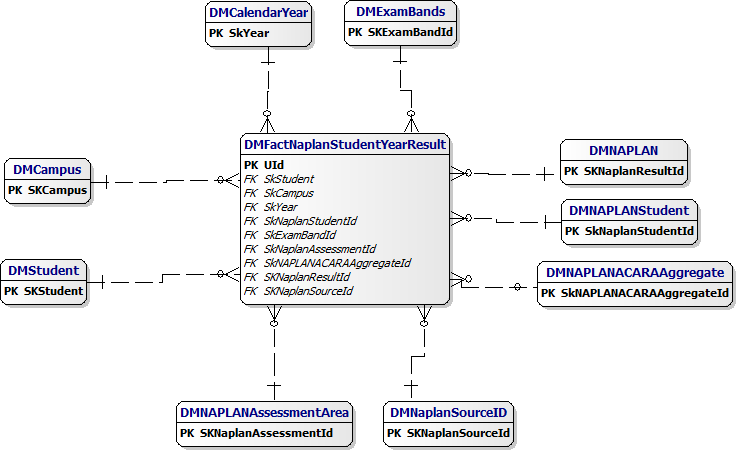 DMCalendarYear
PK SkYear
DMExamBands
PK SKExamBandId
DMFactNaplanStudentYearResult
PK UId
FK SkStudent
FK SkCampus
FK SkYear
FK SkNaplanStudentId
FK SkExamBandId
FK SkNaplanAssessmentId
FK SkNAPLANACARAAggregateId
FK SKNaplanResultId
FK SKNaplanSourceId
DMCampus
PK SKCampus
DMStudent
PK SKStudent
DMNAPLAN
PK SKNaplanResultId
DMNAPLANStudent
PK SkNaplanStudentId
DMNAPLANACARAAggregate
PK SkNAPLANACARAAggregateId
DMNAPLANAssessmentArea
PK SKNaplanAssessmentId
DMNaplanSourceID
PK SKNaplanSourceId